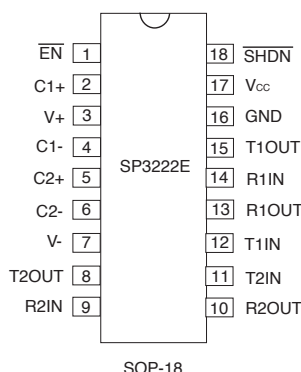 EN 1 18 SHDN
C1+ 2 17 Vcc
V+ 3 16 GND
C1- 4 15 T1OUT
SP3222E
C2+ 5 14 R1IN
C2- 6 13 R1OUT
V- 7 12 T1IN
T2OUT 8 11 T2IN
R2IN 9 10 R2OUT
SOP-18